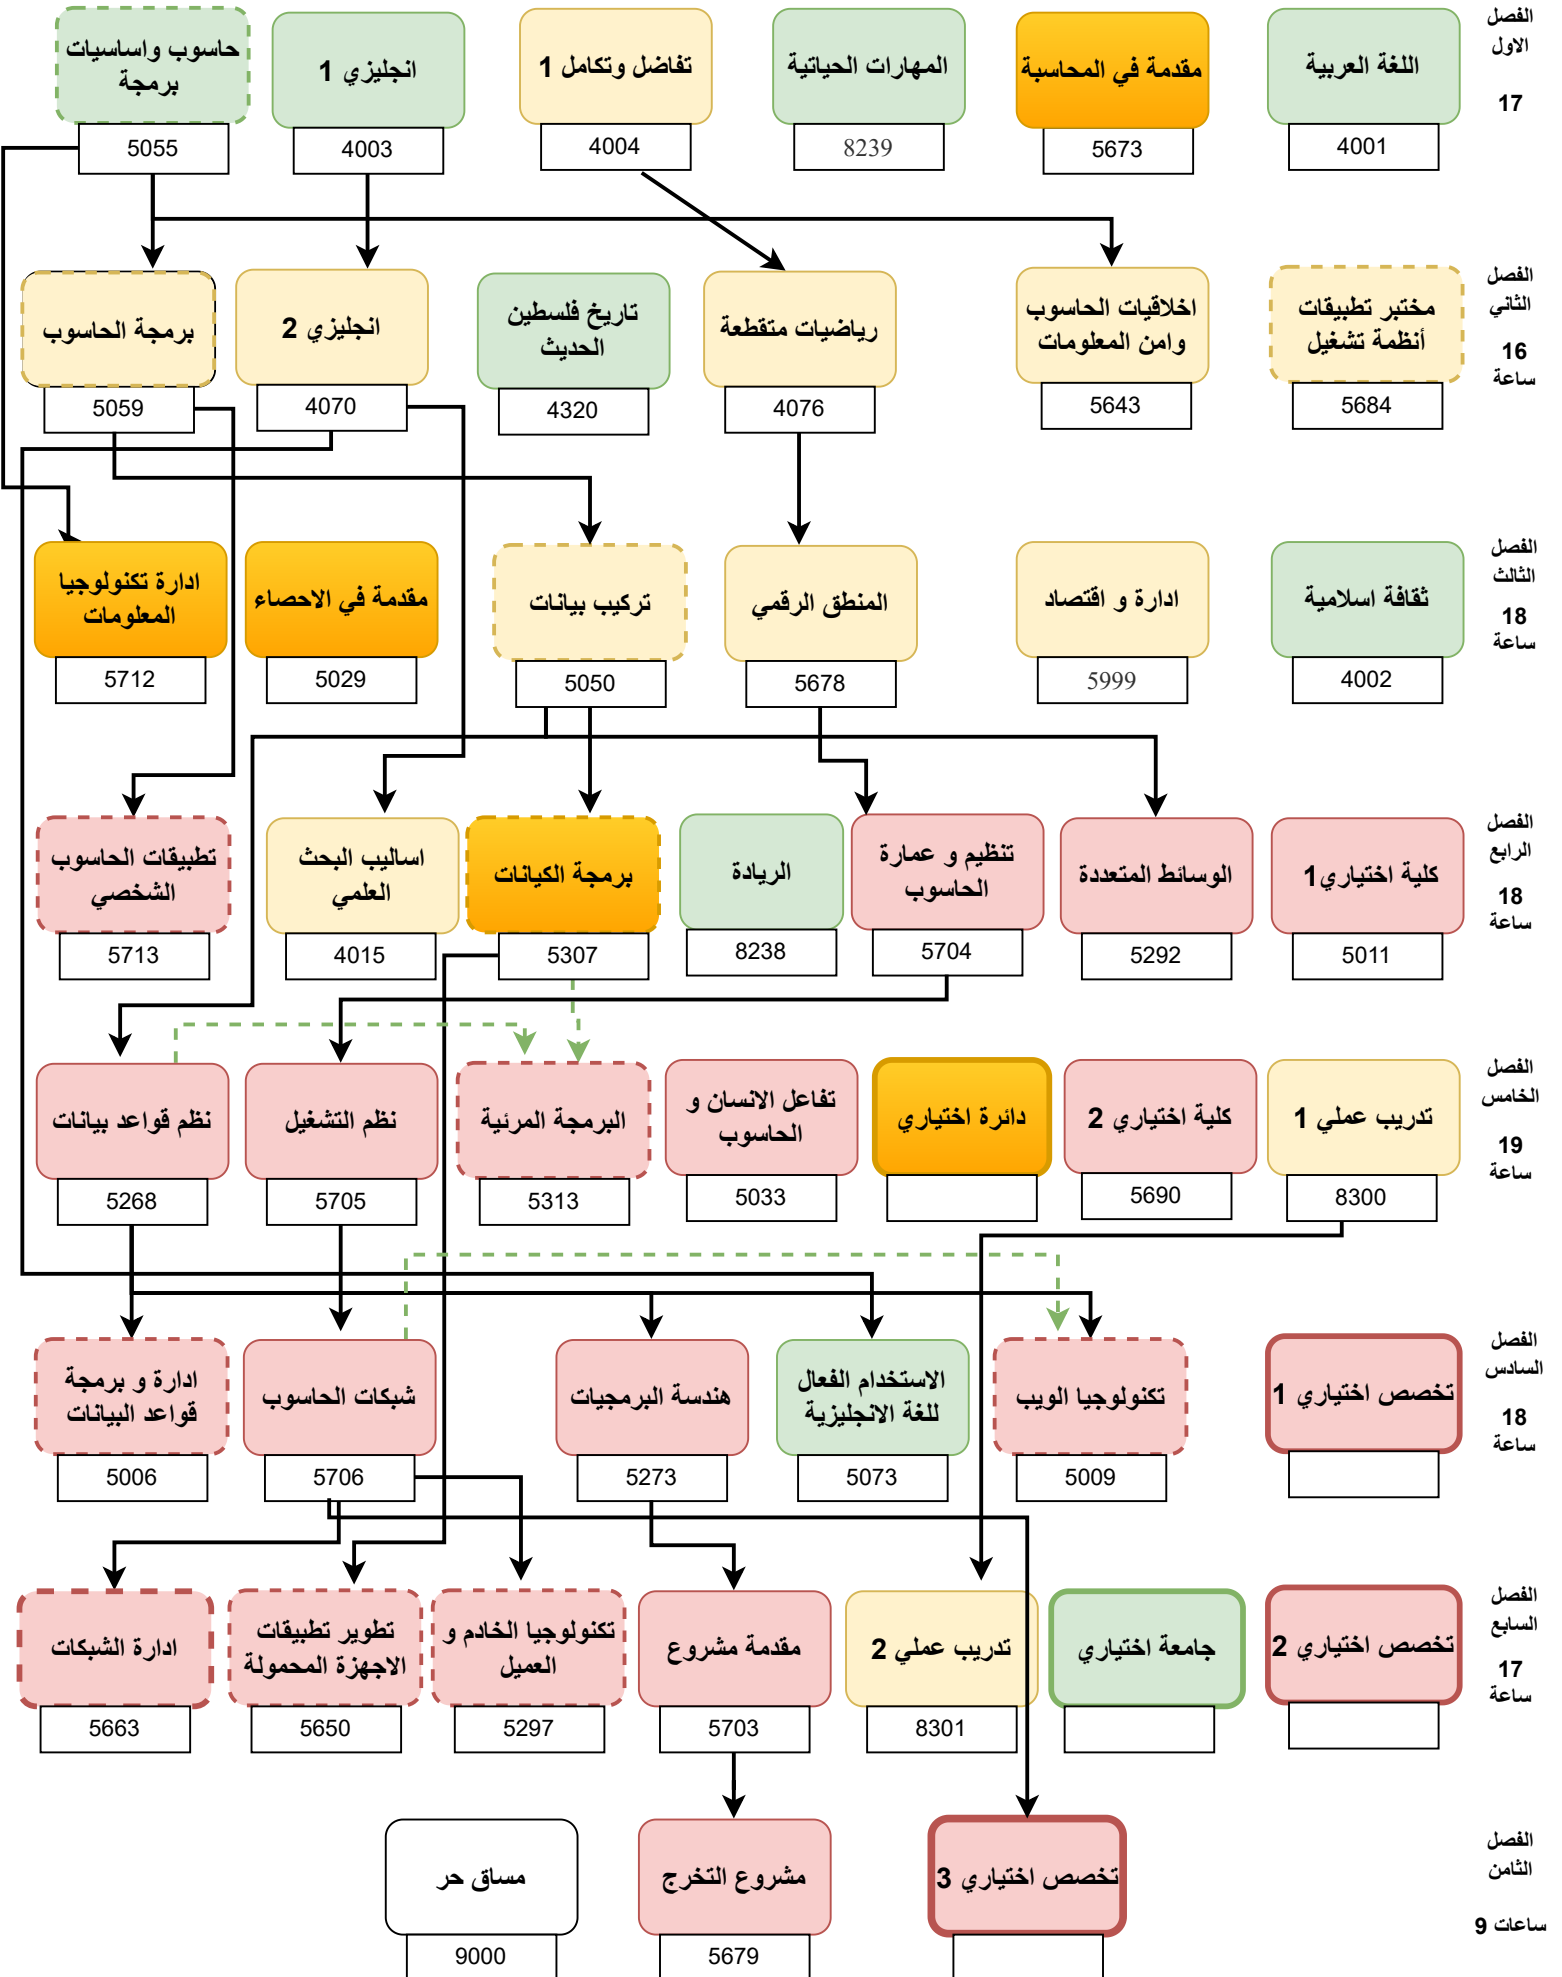 الفصل
الاول
17
اللغة العربية
4001
مقدمة في المحاسبة
5673
المهارات الحياتية
8239
تفاضل وتكامل 1
4004
انجليزي 1
4003
حاسوب واساسيات
برمجة
5055
الفصل
الثاني
16
ساعة
مختبر تطبيقات
أنظمة تشغيل
5684
اخلاقيات الحاسوب
وامن المعلومات
5643
رياضيات متقطعة
4076
تاريخ فلسطين
الحديث
4320
انجليزي 2
4070
برمجة الحاسوب
5059
الفصل
الثالث
18
ساعة
ثقافة اسلامية
4002
ادارة و اقتصاد
5999
المنطق الرقمي
5678
تركيب بيانات
5050
مقدمة في الاحصاء
5029
ادارة تكنولوجيا
المعلومات
5712
الفصل
الرابع
18
ساعة
كلية اختياري1
5011
الوسائط المتعددة
5292
تنظيم و عمارة
الحاسوب
5704
الريادة
8238
برمجة الكيانات
5307
اساليب البحث
العلمي
4015
تطبيقات الحاسوب
الشخصي
5713
الفصل
الخامس
19
ساعة
تدريب عملي 1
8300
كلية اختياري 2
5690
دائرة اختياري
تفاعل الانسان و
الحاسوب
5033
البرمجة المرئية
5313
نظم التشغيل
5705
نظم قواعد بيانات
5268
الفصل
السادس
18
ساعة
تخصص اختياري 1
تكنولوجيا الويب
5009
الاستخدام الفعال
للغة الانجليزية
5073
هندسة البرمجيات
5273
شبكات الحاسوب
5706
ادارة و برمجة
قواعد البيانات
5006
الفصل
السابع
17
ساعة
تخصص اختياري 2
جامعة اختياري
تدريب عملي 2
8301
مقدمة مشروع
5703
تكنولوجيا الخادم و
العميل
5297
تطوير تطبيقات
الاجهزة المحمولة
5650
ادارة الشبكات
5663
الفصل
الثامن
ساعات 9
تخصص اختياري 3
مشروع التخرج
5679
مساق حر
9000